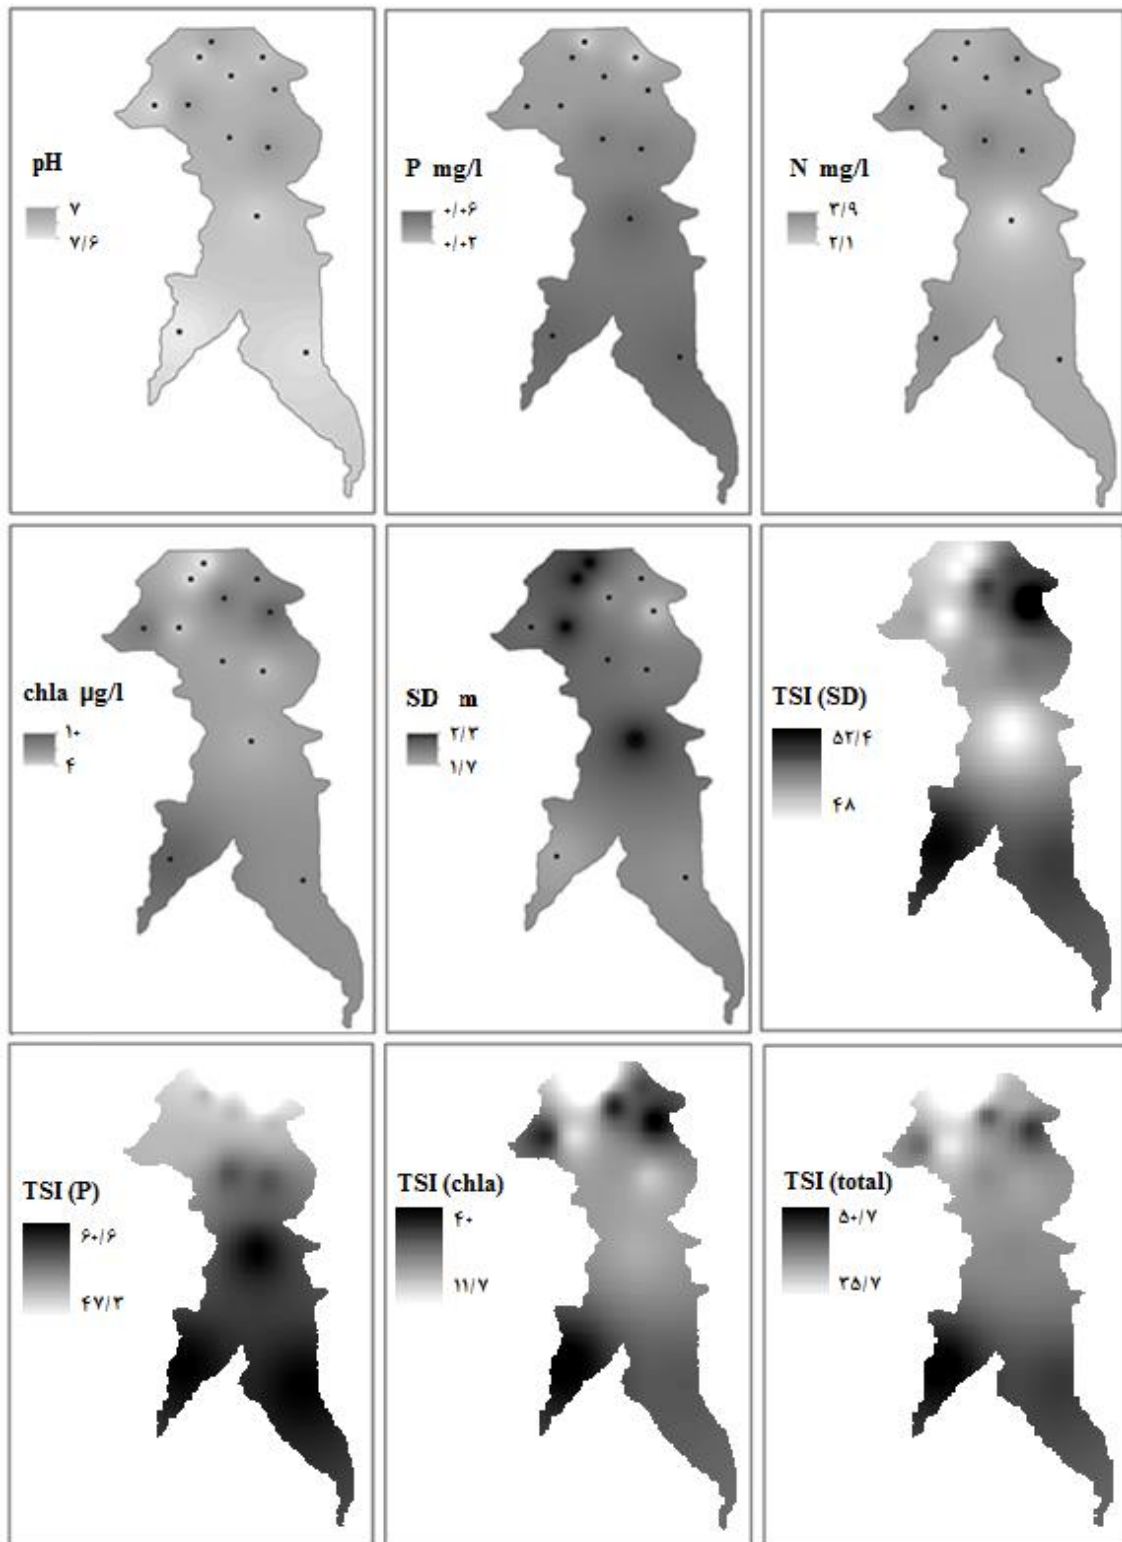 pH
۷
۷/۶
P mg/l
۰/۰۶
۰/۰۲
N mg/l
۳/۹
۲/۱
chla µg/l
۱۰
۴
SD m
۲/۳
۱/۷
TSI (SD)
۵۲/۴
۴۸
TSI (P)
۶۰/۶
۴۷/۳
TSI (chla)
۴۰
۱۱/۷
TSI (total)
۵۰/۷
۳۵/۷